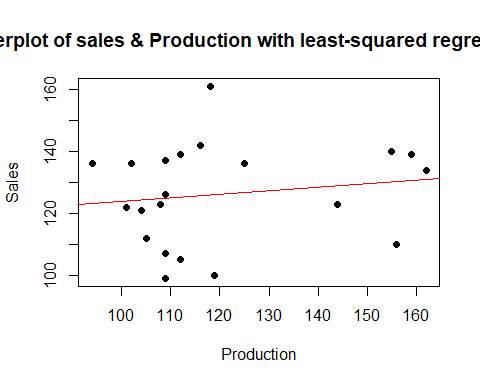 erplot of sales & Production with least-squared regre
160
140
120
100
Sales
100 110 120 130 140 150 160
Production